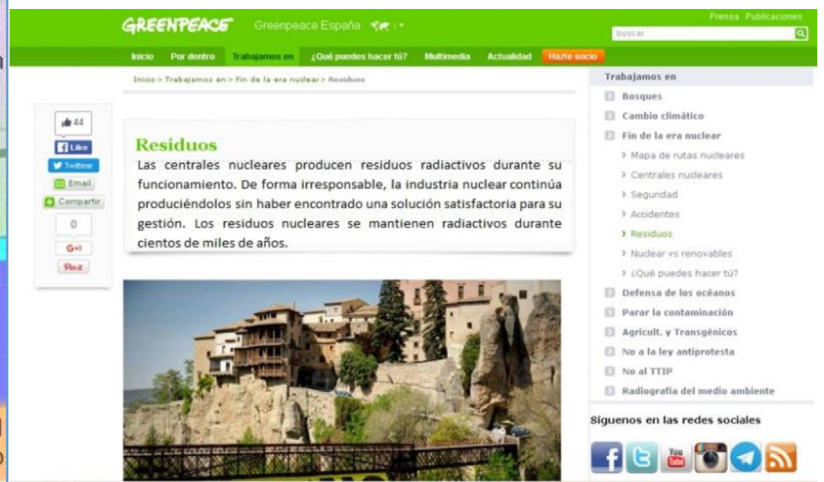 Prensa Publicaciones
GREENPEACE Greenpeace España
buscar
Inicio Por dentro Trabajamos en ¿Qué puedes hacer tú? Multimedia Actualidad Hazte socio
Inicio > Trabajamos en > Fin de la era nuclear > Residuos
44
Like
Twittear
Email
Compartir
0
G+1
Pin it
Residuos
Las centrales nucleares producen residuos radiactivos durante su
funcionamiento. De forma irresponsable, la industria nuclear continúa
produciéndolos sin haber encontrado una solución satisfactoria para su
gestión. Los residuos nucleares se mantienen radiactivos durante
cientos de miles de años.
Trabajamos en
Bosques
Cambio climático
Fin de la era nuclear
Mapa de rutas nucleares
Centrales nucleares
Seguridad
Accidentes
Residuos
Nuclear vs renovables
¿Qué puedes hacer tú?
Defensa de los océanos
Parar la contaminación
Agricult. y Transgénicos
No a la ley antiprotesta
No al TTIP
Radiografía del medio ambiente
Síguenos en las redes sociales
You Tube